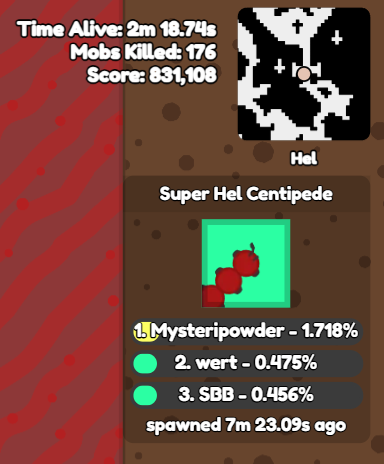 Time Alive: 2m 18.74s
Mobs Killed: 176
Score: 831,108
Hel
Super Hel Centipede
1. Mysteripowder - 1.718%
2. wert - 0.475%
3. SBB - 0.456%
spawned 7m 23.09s ago